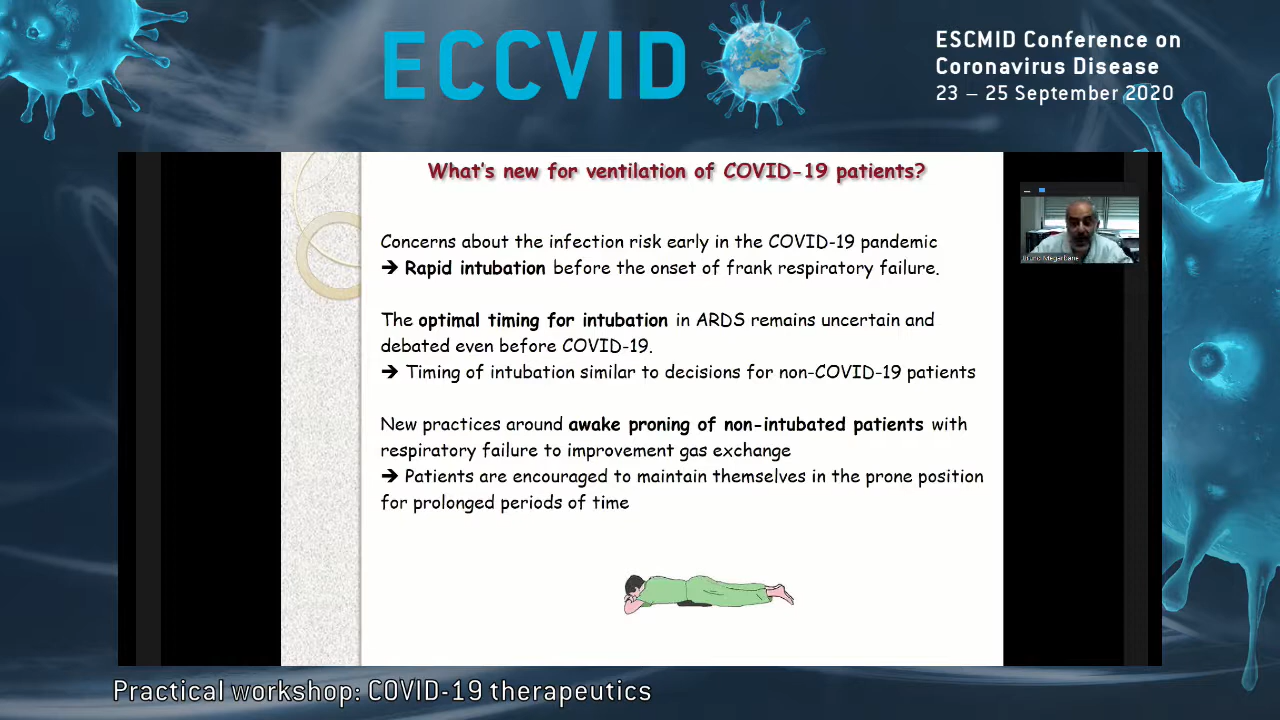 ECCVID
ESCMID Conference on
Coronavirus Disease
23 – 25 September 2020
What's new for ventilation of COVID-19 patients?
Concerns about the infection risk early in the COVID-19 pandemic
➔ Rapid intubation before the onset of frank respiratory failure.
The optimal timing for intubation in ARDS remains uncertain and
debated even before COVID-19.
➔ Timing of intubation similar to decisions for non-COVID-19 patients
New practices around awake proning of non-intubated patients with
respiratory failure to improvement gas exchange
➔ Patients are encouraged to maintain themselves in the prone position
for prolonged periods of time
Bruno Megarbane
Practical workshop: COVID-19 therapeutics